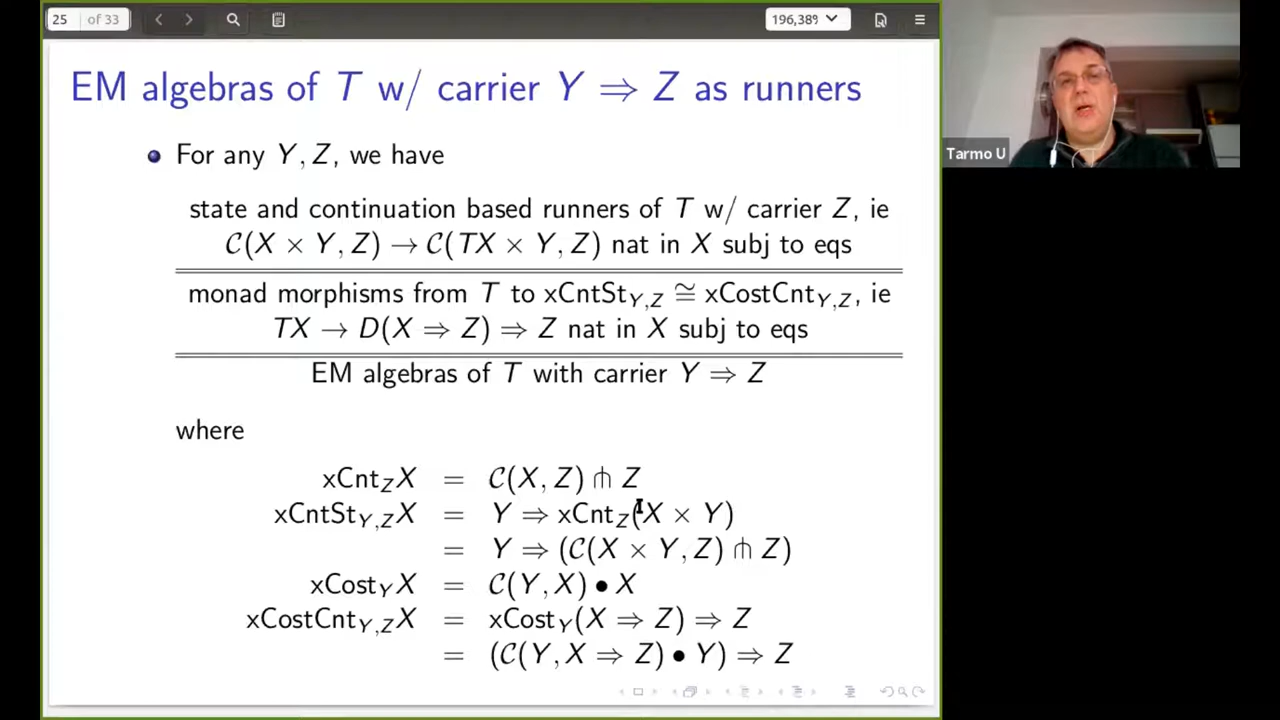 25 of 33 196,38%
EM algebras of T w/ carrier Y ⇒ Z as runners
For any Y, Z, we have
state and continuation based runners of T w/ carrier Z, ie
𝒞(X × Y, Z) → 𝒞(TX × Y, Z) nat in X subj to eqs
monad morphisms from T to xCntSt_{Y,Z} ≅ xCostCnt_{Y,Z}, ie
TX → D(X ⇒ Z) ⇒ Z nat in X subj to eqs
EM algebras of T with carrier Y ⇒ Z
where
xCnt_Z X = 𝒞(X, Z) ⋔ Z
xCntSt_{Y,Z} X = Y ⇒ xCnt_Z(X × Y)
= Y ⇒ (𝒞(X × Y, Z) ⋔ Z)
xCost_Y X = 𝒞(Y, X) • X
xCostCnt_{Y,Z} X = xCost_Y(X ⇒ Z) ⇒ Z
= (𝒞(Y, X ⇒ Z) • Y) ⇒ Z
Tarmo U